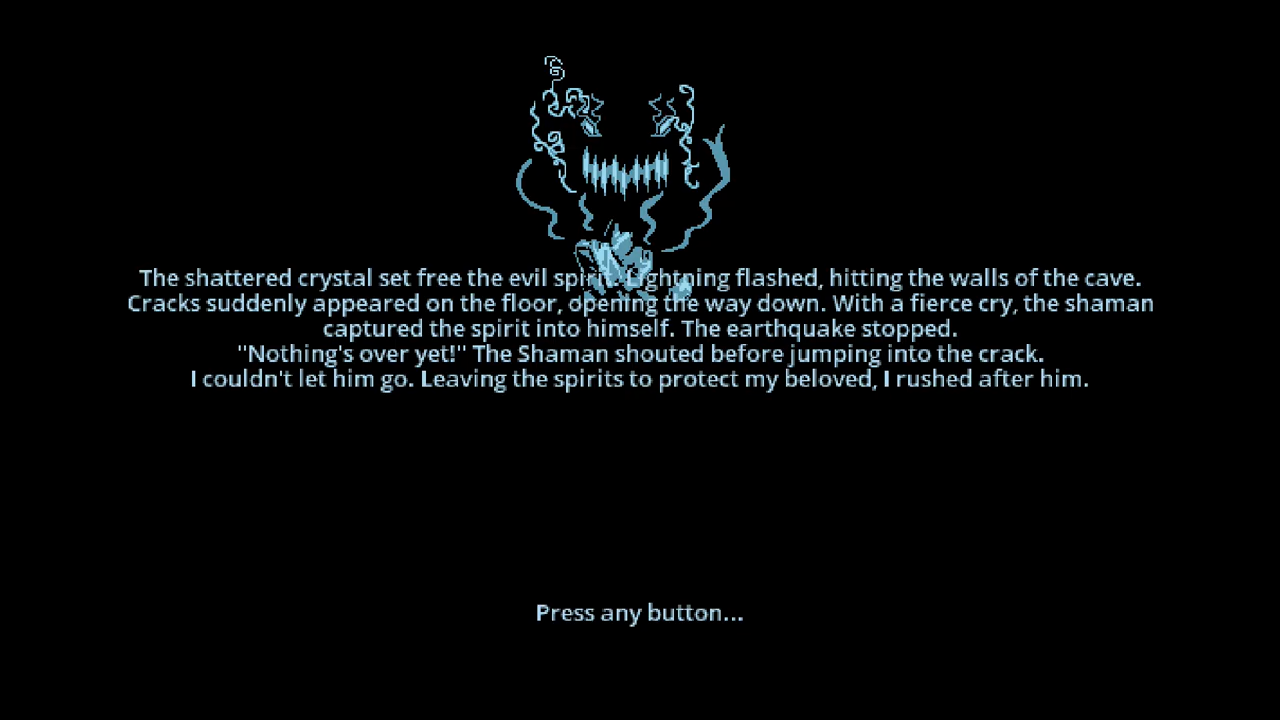 The shattered crystal set free the evil spirit. Lightning flashed, hitting the walls of the cave.
Cracks suddenly appeared on the floor, opening the way down. With a fierce cry, the shaman
captured the spirit into himself. The earthquake stopped.
"Nothing's over yet!" The Shaman shouted before jumping into the crack.
I couldn't let him go. Leaving the spirits to protect my beloved, I rushed after him.
Press any button...